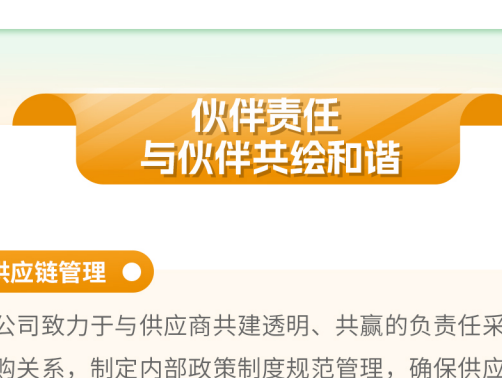 伙伴责任
与伙伴共绘和谐
供应链管理
公司致力于与供应商共建透明、共赢的负责任采
购关系，制定内部政策制度规范管理，确保供应